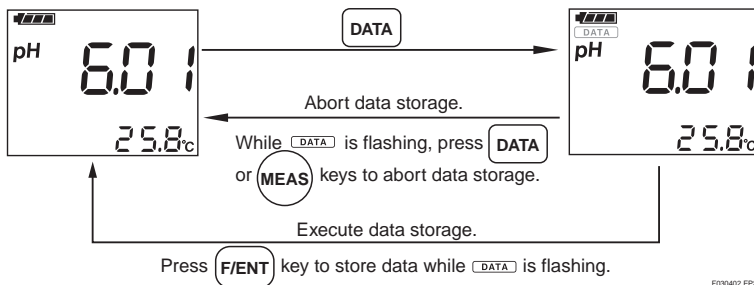 DATA
DATA
pH 6.01
25.8°C
pH 6.01
25.8°C
Abort data storage.
While DATA is flashing, press DATA
or MEAS keys to abort data storage.
Execute data storage.
Press F/ENT key to store data while DATA is flashing.
F030402.EPS